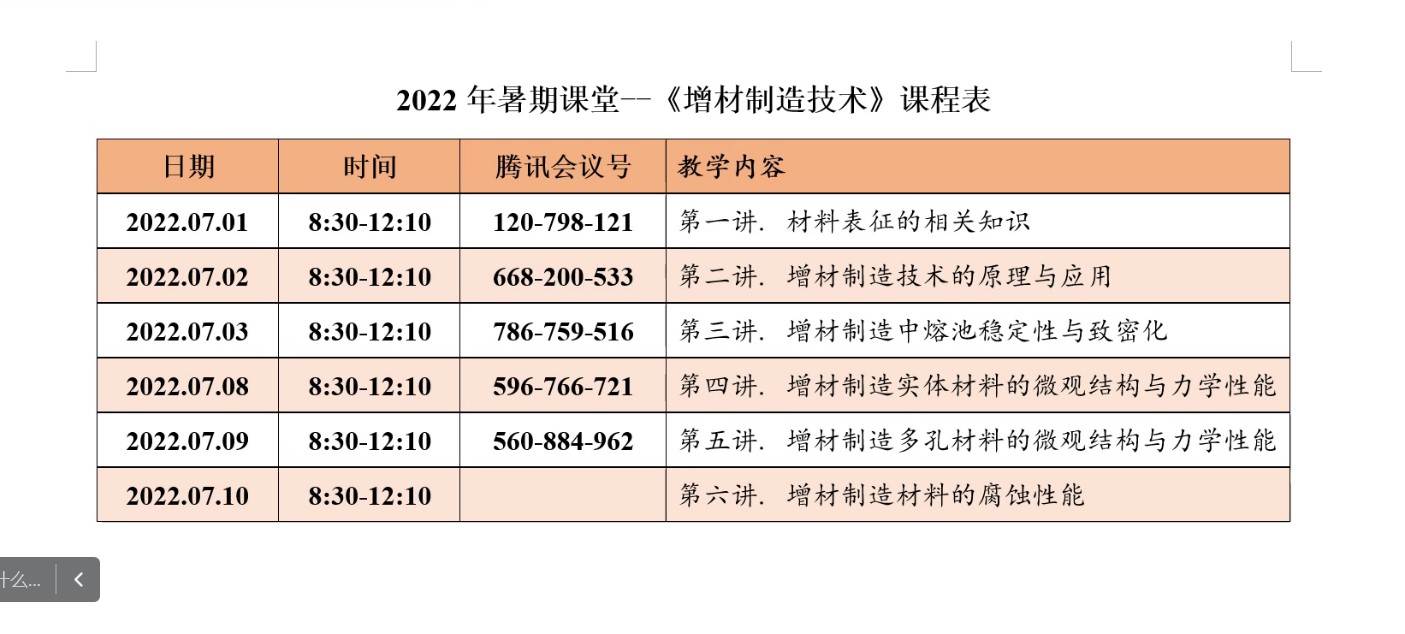 2022 年暑期课堂--《增材制造技术》课程表
日期 时间 腾讯会议号 教学内容
2022.07.01 8:30-12:10 120-798-121 第一讲. 材料表征的相关知识
2022.07.02 8:30-12:10 668-200-533 第二讲. 增材制造技术的原理与应用
2022.07.03 8:30-12:10 786-759-516 第三讲. 增材制造中熔池稳定性与致密化
2022.07.08 8:30-12:10 596-766-721 第四讲. 增材制造实体材料的微观结构与力学性能
2022.07.09 8:30-12:10 560-884-962 第五讲. 增材制造多孔材料的微观结构与力学性能
2022.07.10 8:30-12:10 第六讲. 增材制造材料的腐蚀性能
什么...